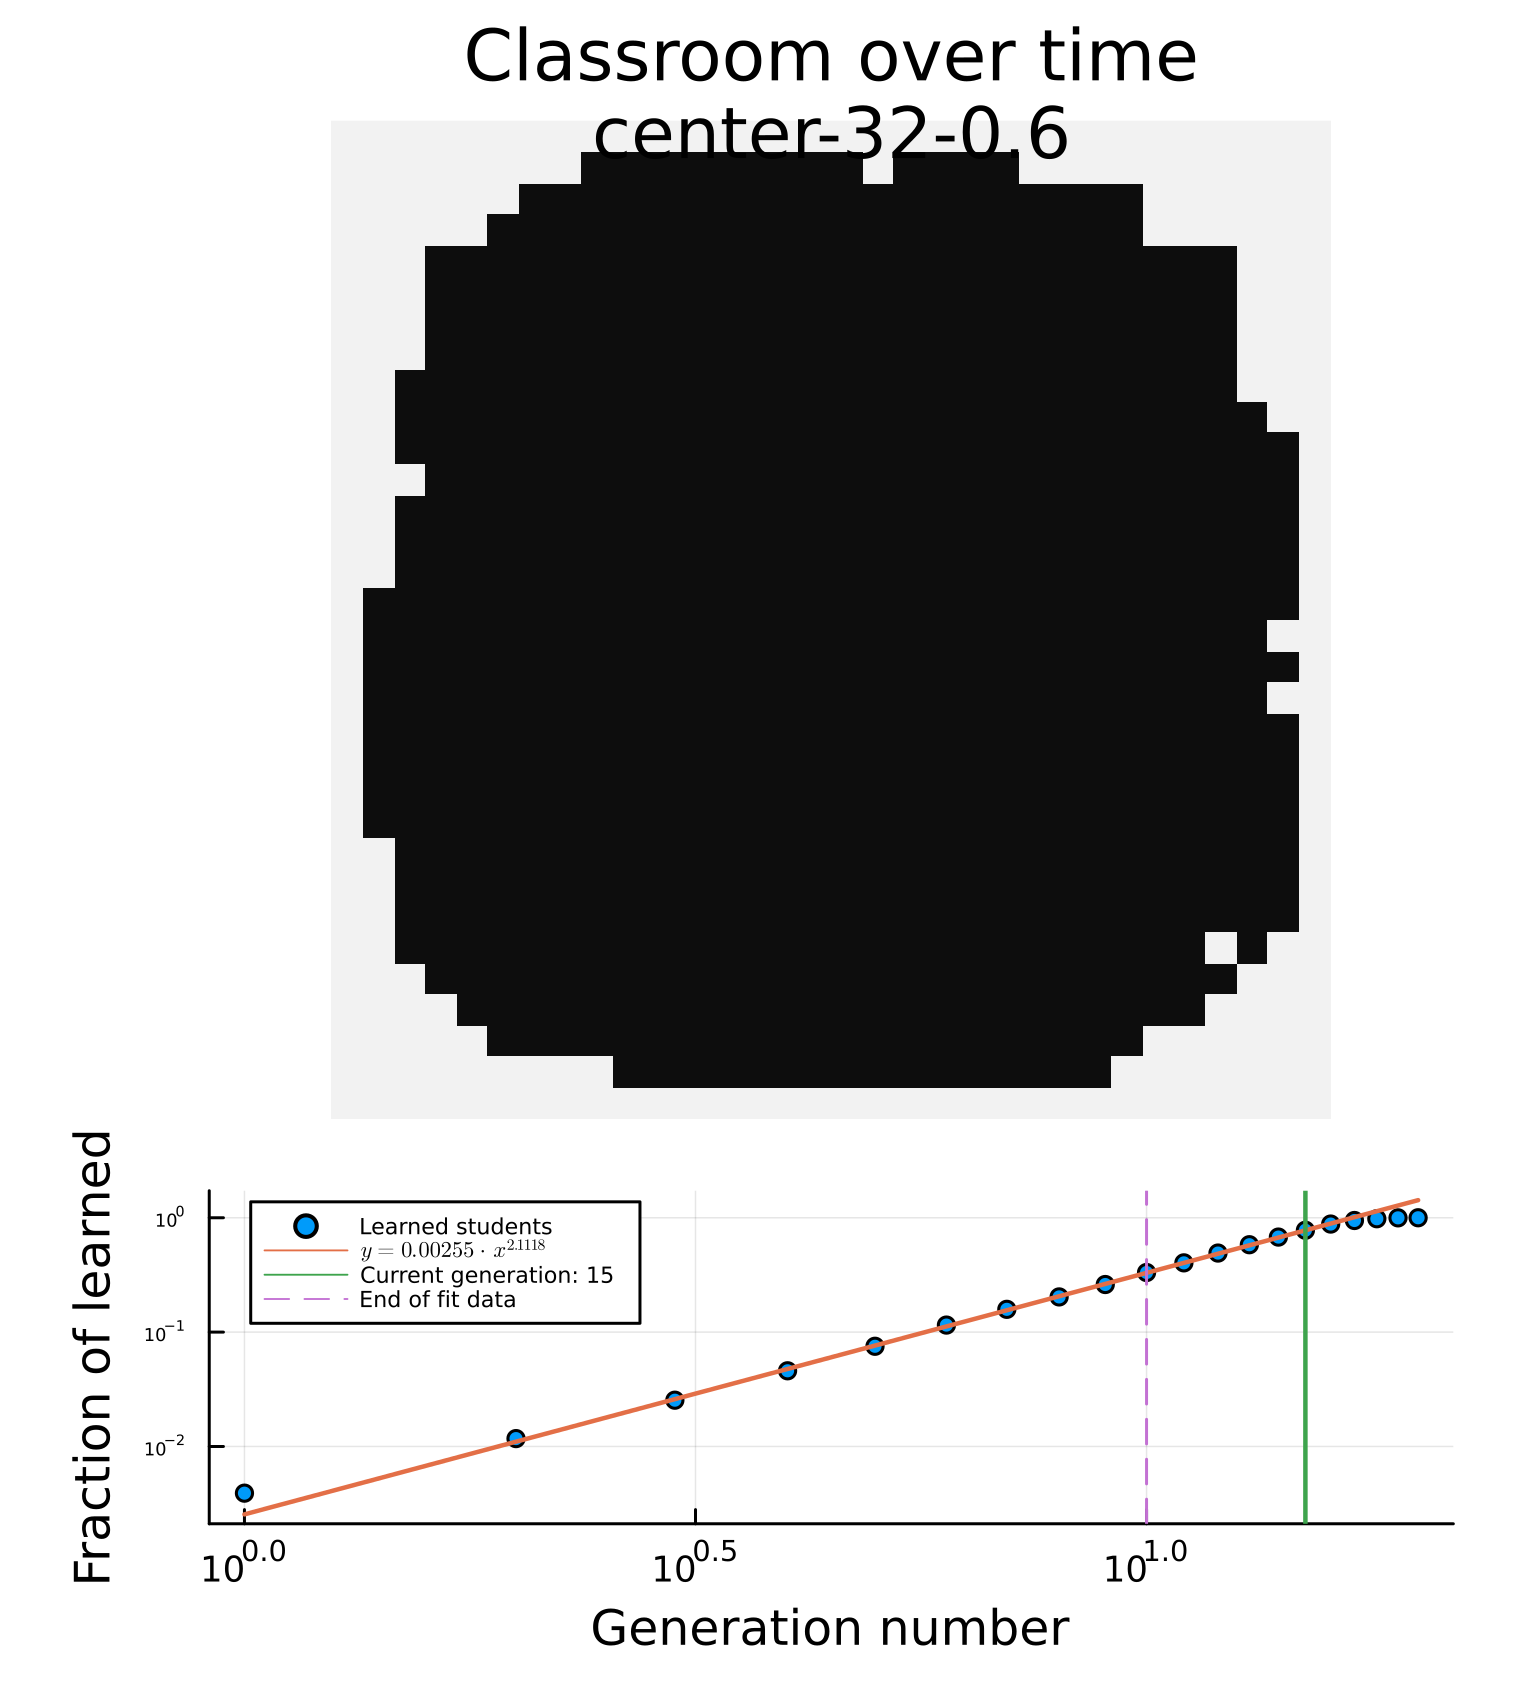 Classroom over time
center-32-0.6
Fraction of learned
10⁰
10⁻¹
10⁻²
Learned students
y = 0.00255 · x^2.1118
Current generation: 15
End of fit data
10^0.0
10^0.5
10^1.0
Generation number